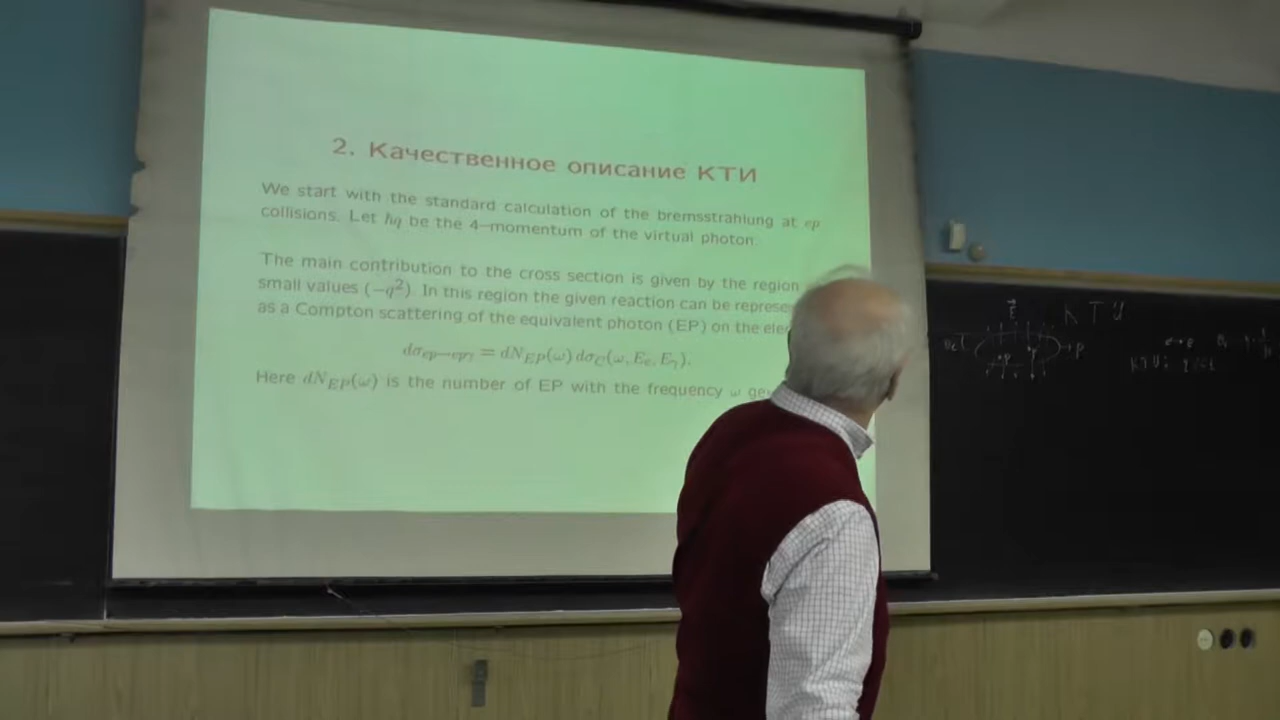 2. Качественное описание КТИ
We start with the standard calculation of the bremsstrahlung at ep
collisions. Let ħq be the 4–momentum of the virtual photon.
The main contribution to the cross section is given by the region
small values (−q²). In this region the given reaction can be represe
as a Compton scattering of the equivalent photon (EP) on the ele
dσ_{ep→epγ} = dN_{EP}(ω) dσ_C(ω, E_e, E_γ).
Here dN_{EP}(ω) is the number of EP with the frequency ω ge
E КТИ